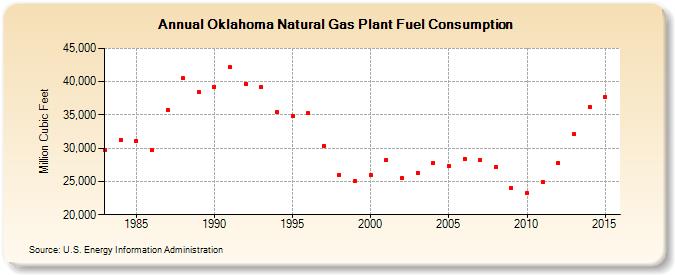 Annual Oklahoma Natural Gas Plant Fuel Consumption
Million Cubic Feet
45,000
40,000
35,000
30,000
25,000
20,000
1985 1990 1995 2000 2005 2010 2015
Source: U.S. Energy Information Administration